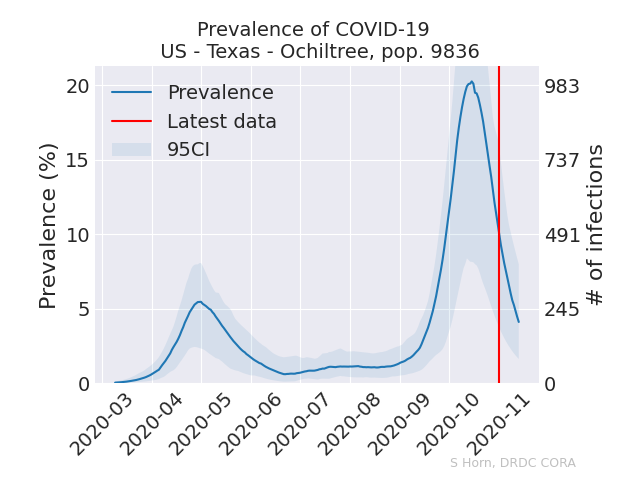 Prevalence of COVID-19
US - Texas - Ochiltree, pop. 9836
Prevalence
Latest data
95CI
Prevalence (%)
20
15
10
5
0
983
737
491
245
0
# of infections
2020-03
2020-04
2020-05
2020-06
2020-07
2020-08
2020-09
2020-10
2020-11
S Horn, DRDC CORA